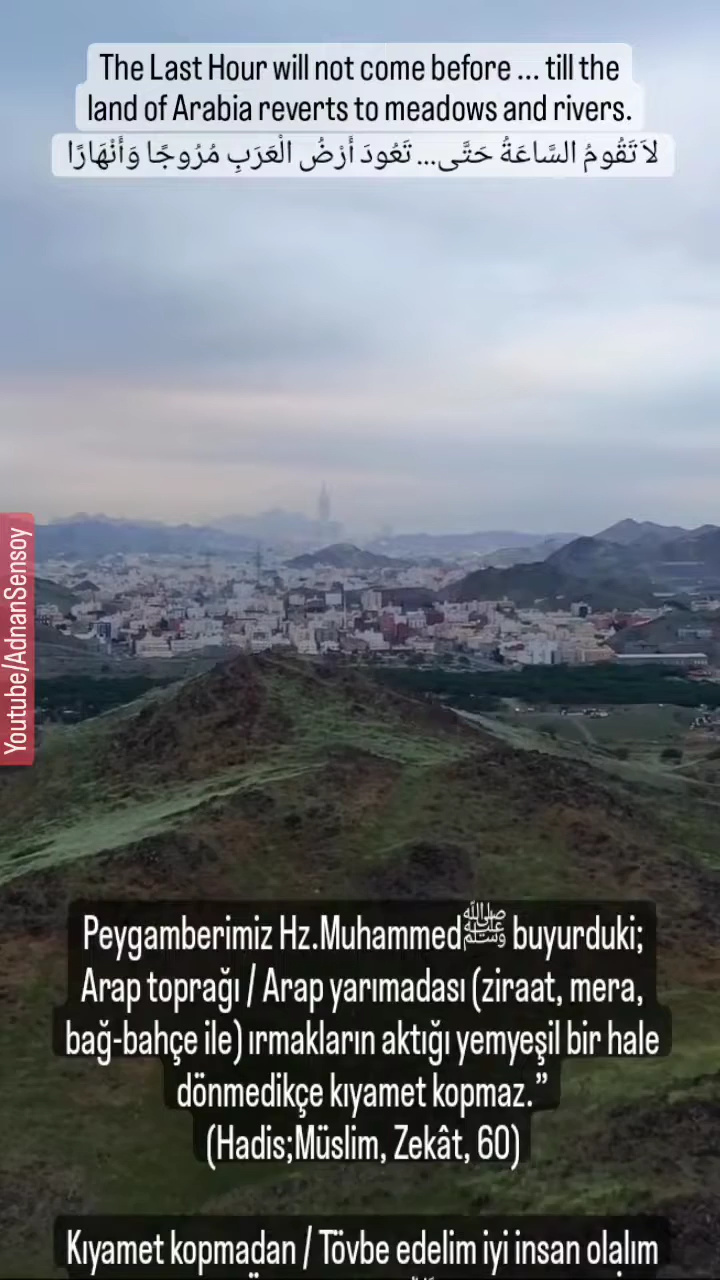 The Last Hour will not come before ... till the
land of Arabia reverts to meadows and rivers.
لاَ تَقُومُ السَّاعَةُ حَتَّى... تَعُودَ أَرْضُ الْعَرَبِ مُرُوجًا وَأَنْهَارًا
Youtube/AdnanSensoy
Peygamberimiz Hz.Muhammedﷺ buyurduki;
Arap toprağı / Arap yarımadası (ziraat, mera,
bağ-bahçe ile) ırmakların aktığı yemyeşil bir hale
dönmedikçe kıyamet kopmaz.”
(Hadis;Müslim, Zekât, 60)
Kıyamet kopmadan / Tövbe edelim iyi insan olalım